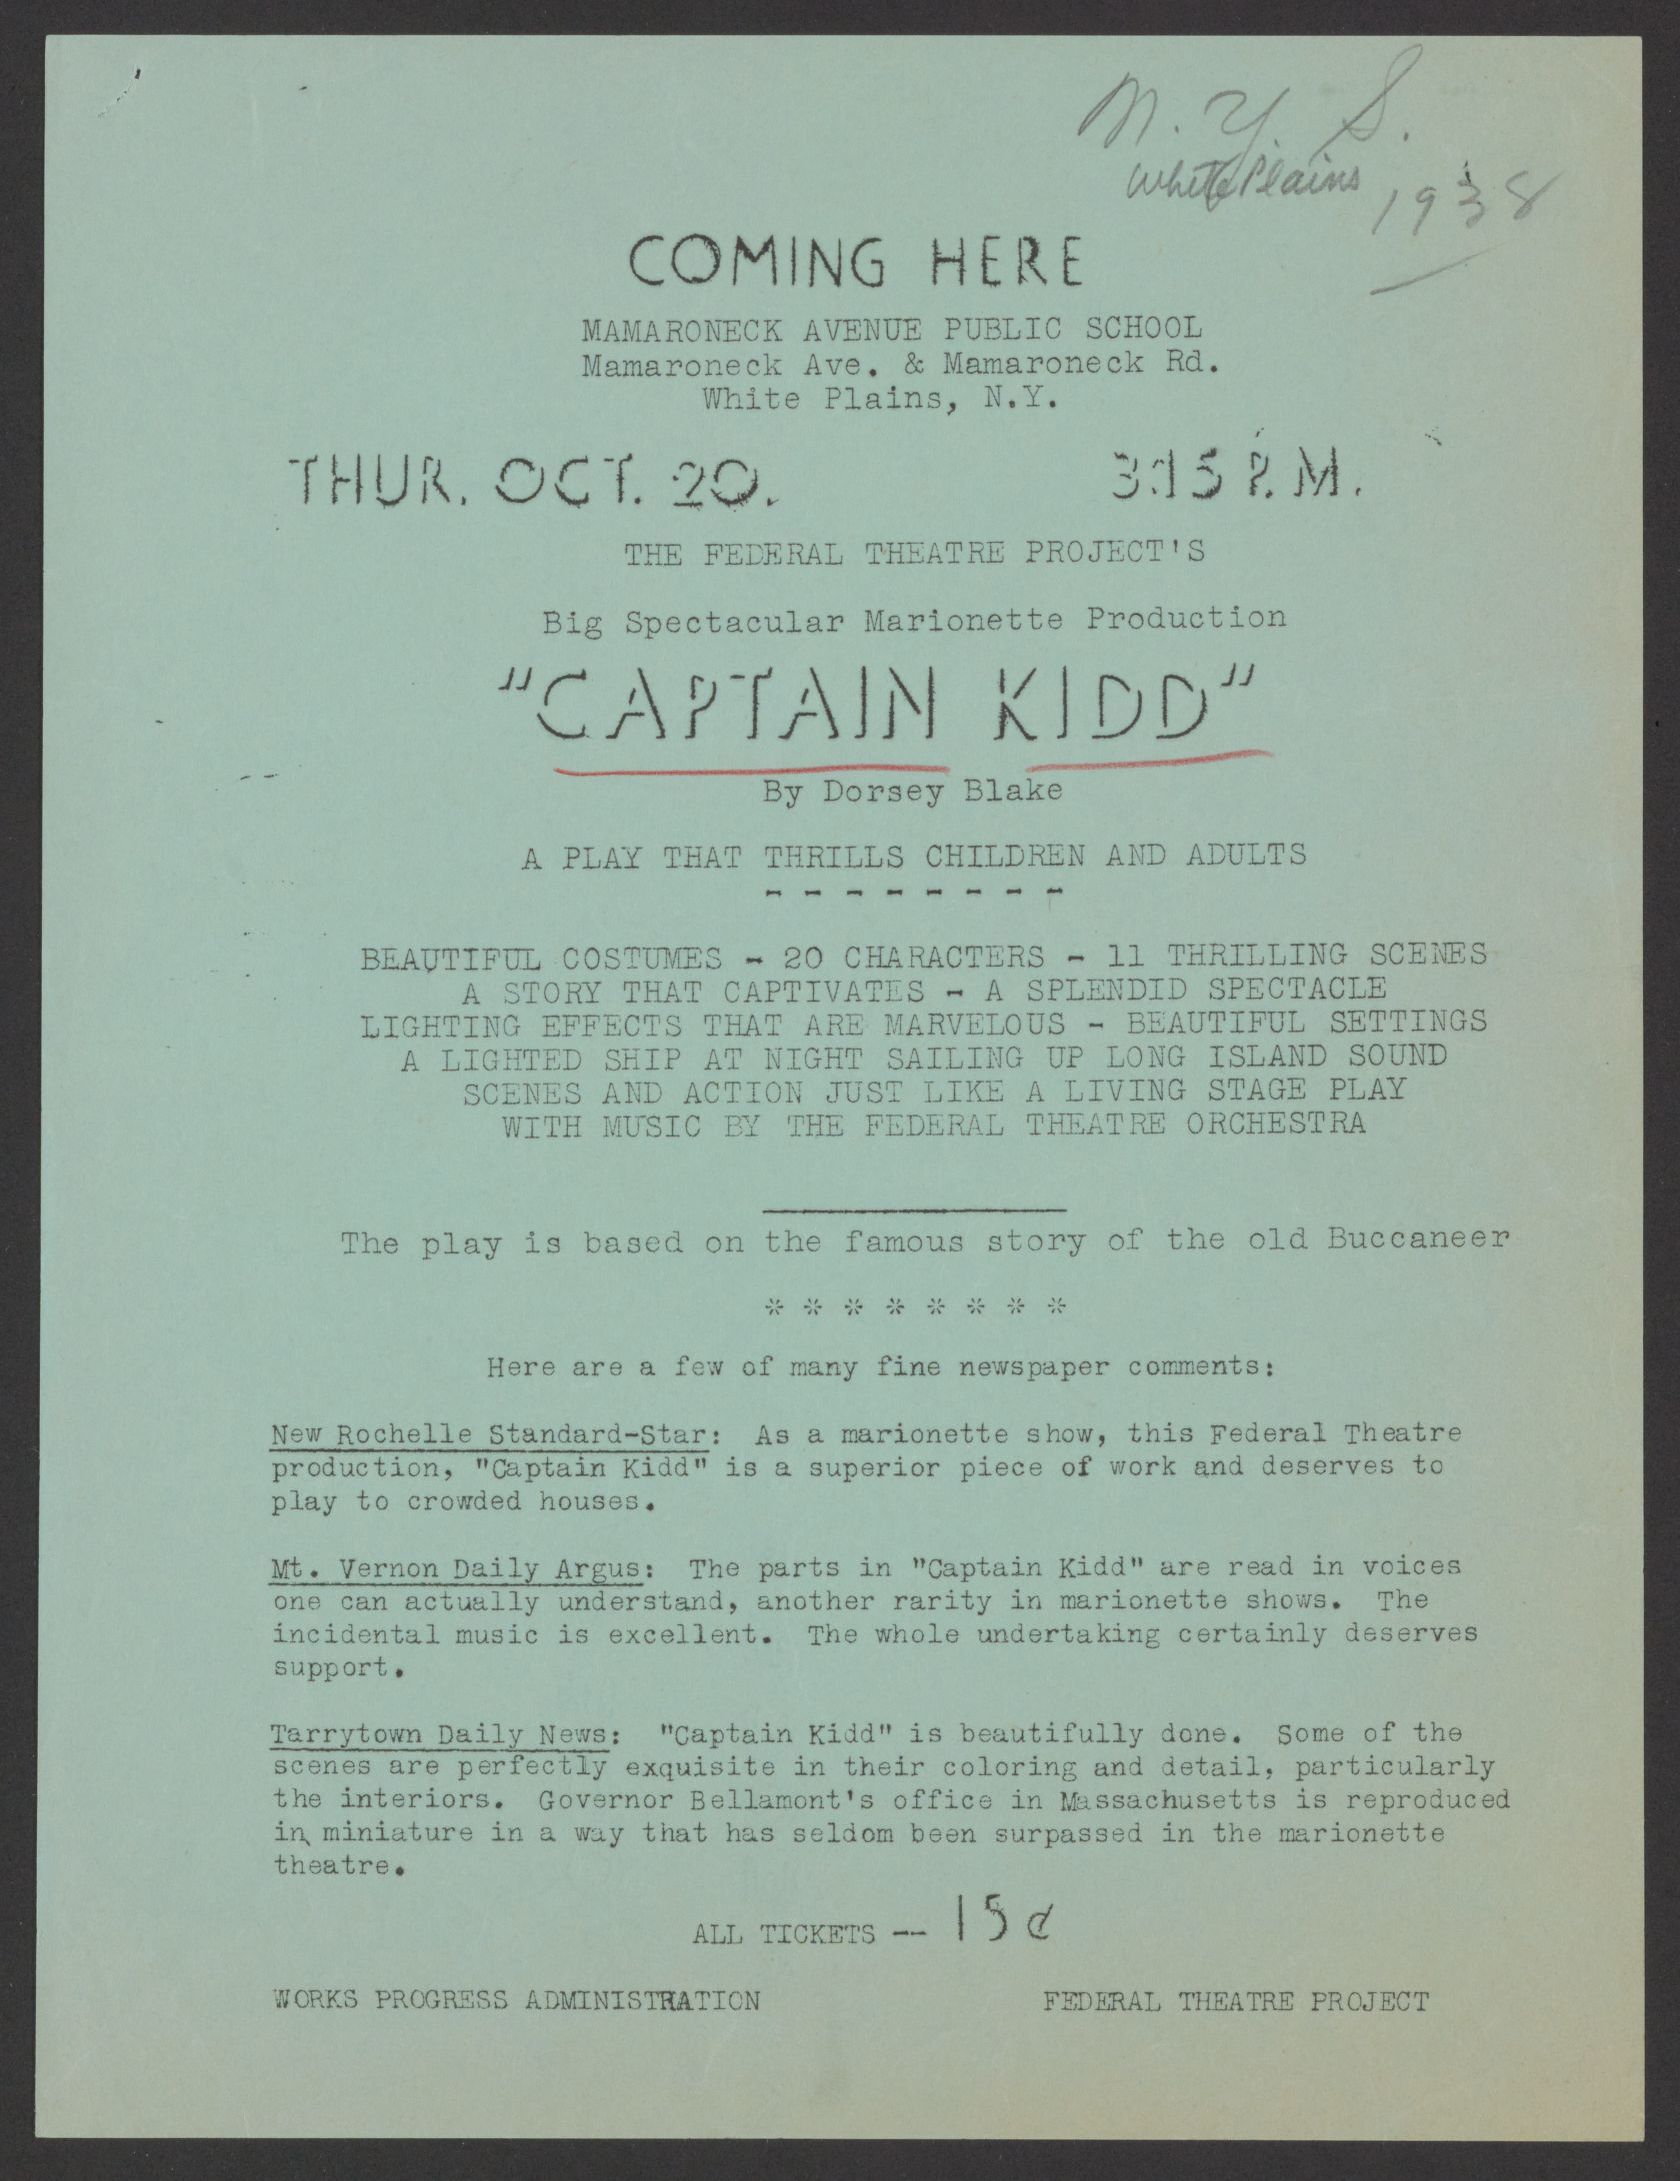 N.Y.S.
White Plains 1938
COMING HERE
MAMARONECK AVENUE PUBLIC SCHOOL
Mamaroneck Ave. & Mamaroneck Rd.
White Plains, N.Y.
THUR. OCT. 20. 3:15 P.M.
THE FEDERAL THEATRE PROJECT'S
Big Spectacular Marionette Production
"CAPTAIN KIDD"
By Dorsey Blake
A PLAY THAT THRILLS CHILDREN AND ADULTS
- - - - - - - -
BEAUTIFUL COSTUMES - 20 CHARACTERS - 11 THRILLING SCENES
A STORY THAT CAPTIVATES - A SPLENDID SPECTACLE
LIGHTING EFFECTS THAT ARE MARVELOUS - BEAUTIFUL SETTINGS
A LIGHTED SHIP AT NIGHT SAILING UP LONG ISLAND SOUND
SCENES AND ACTION JUST LIKE A LIVING STAGE PLAY
WITH MUSIC BY THE FEDERAL THEATRE ORCHESTRA
The play is based on the famous story of the old Buccaneer
* * * * * * * *
Here are a few of many fine newspaper comments:
New Rochelle Standard-Star: As a marionette show, this Federal Theatre
production, "Captain Kidd" is a superior piece of work and deserves to
play to crowded houses.
Mt. Vernon Daily Argus: The parts in "Captain Kidd" are read in voices
one can actually understand, another rarity in marionette shows. The
incidental music is excellent. The whole undertaking certainly deserves
support.
Tarrytown Daily News: "Captain Kidd" is beautifully done. Some of the
scenes are perfectly exquisite in their coloring and detail, particularly
the interiors. Governor Bellamont's office in Massachusetts is reproduced
in miniature in a way that has seldom been surpassed in the marionette
theatre.
ALL TICKETS -- 15¢
WORKS PROGRESS ADMINISTRATION FEDERAL THEATRE PROJECT